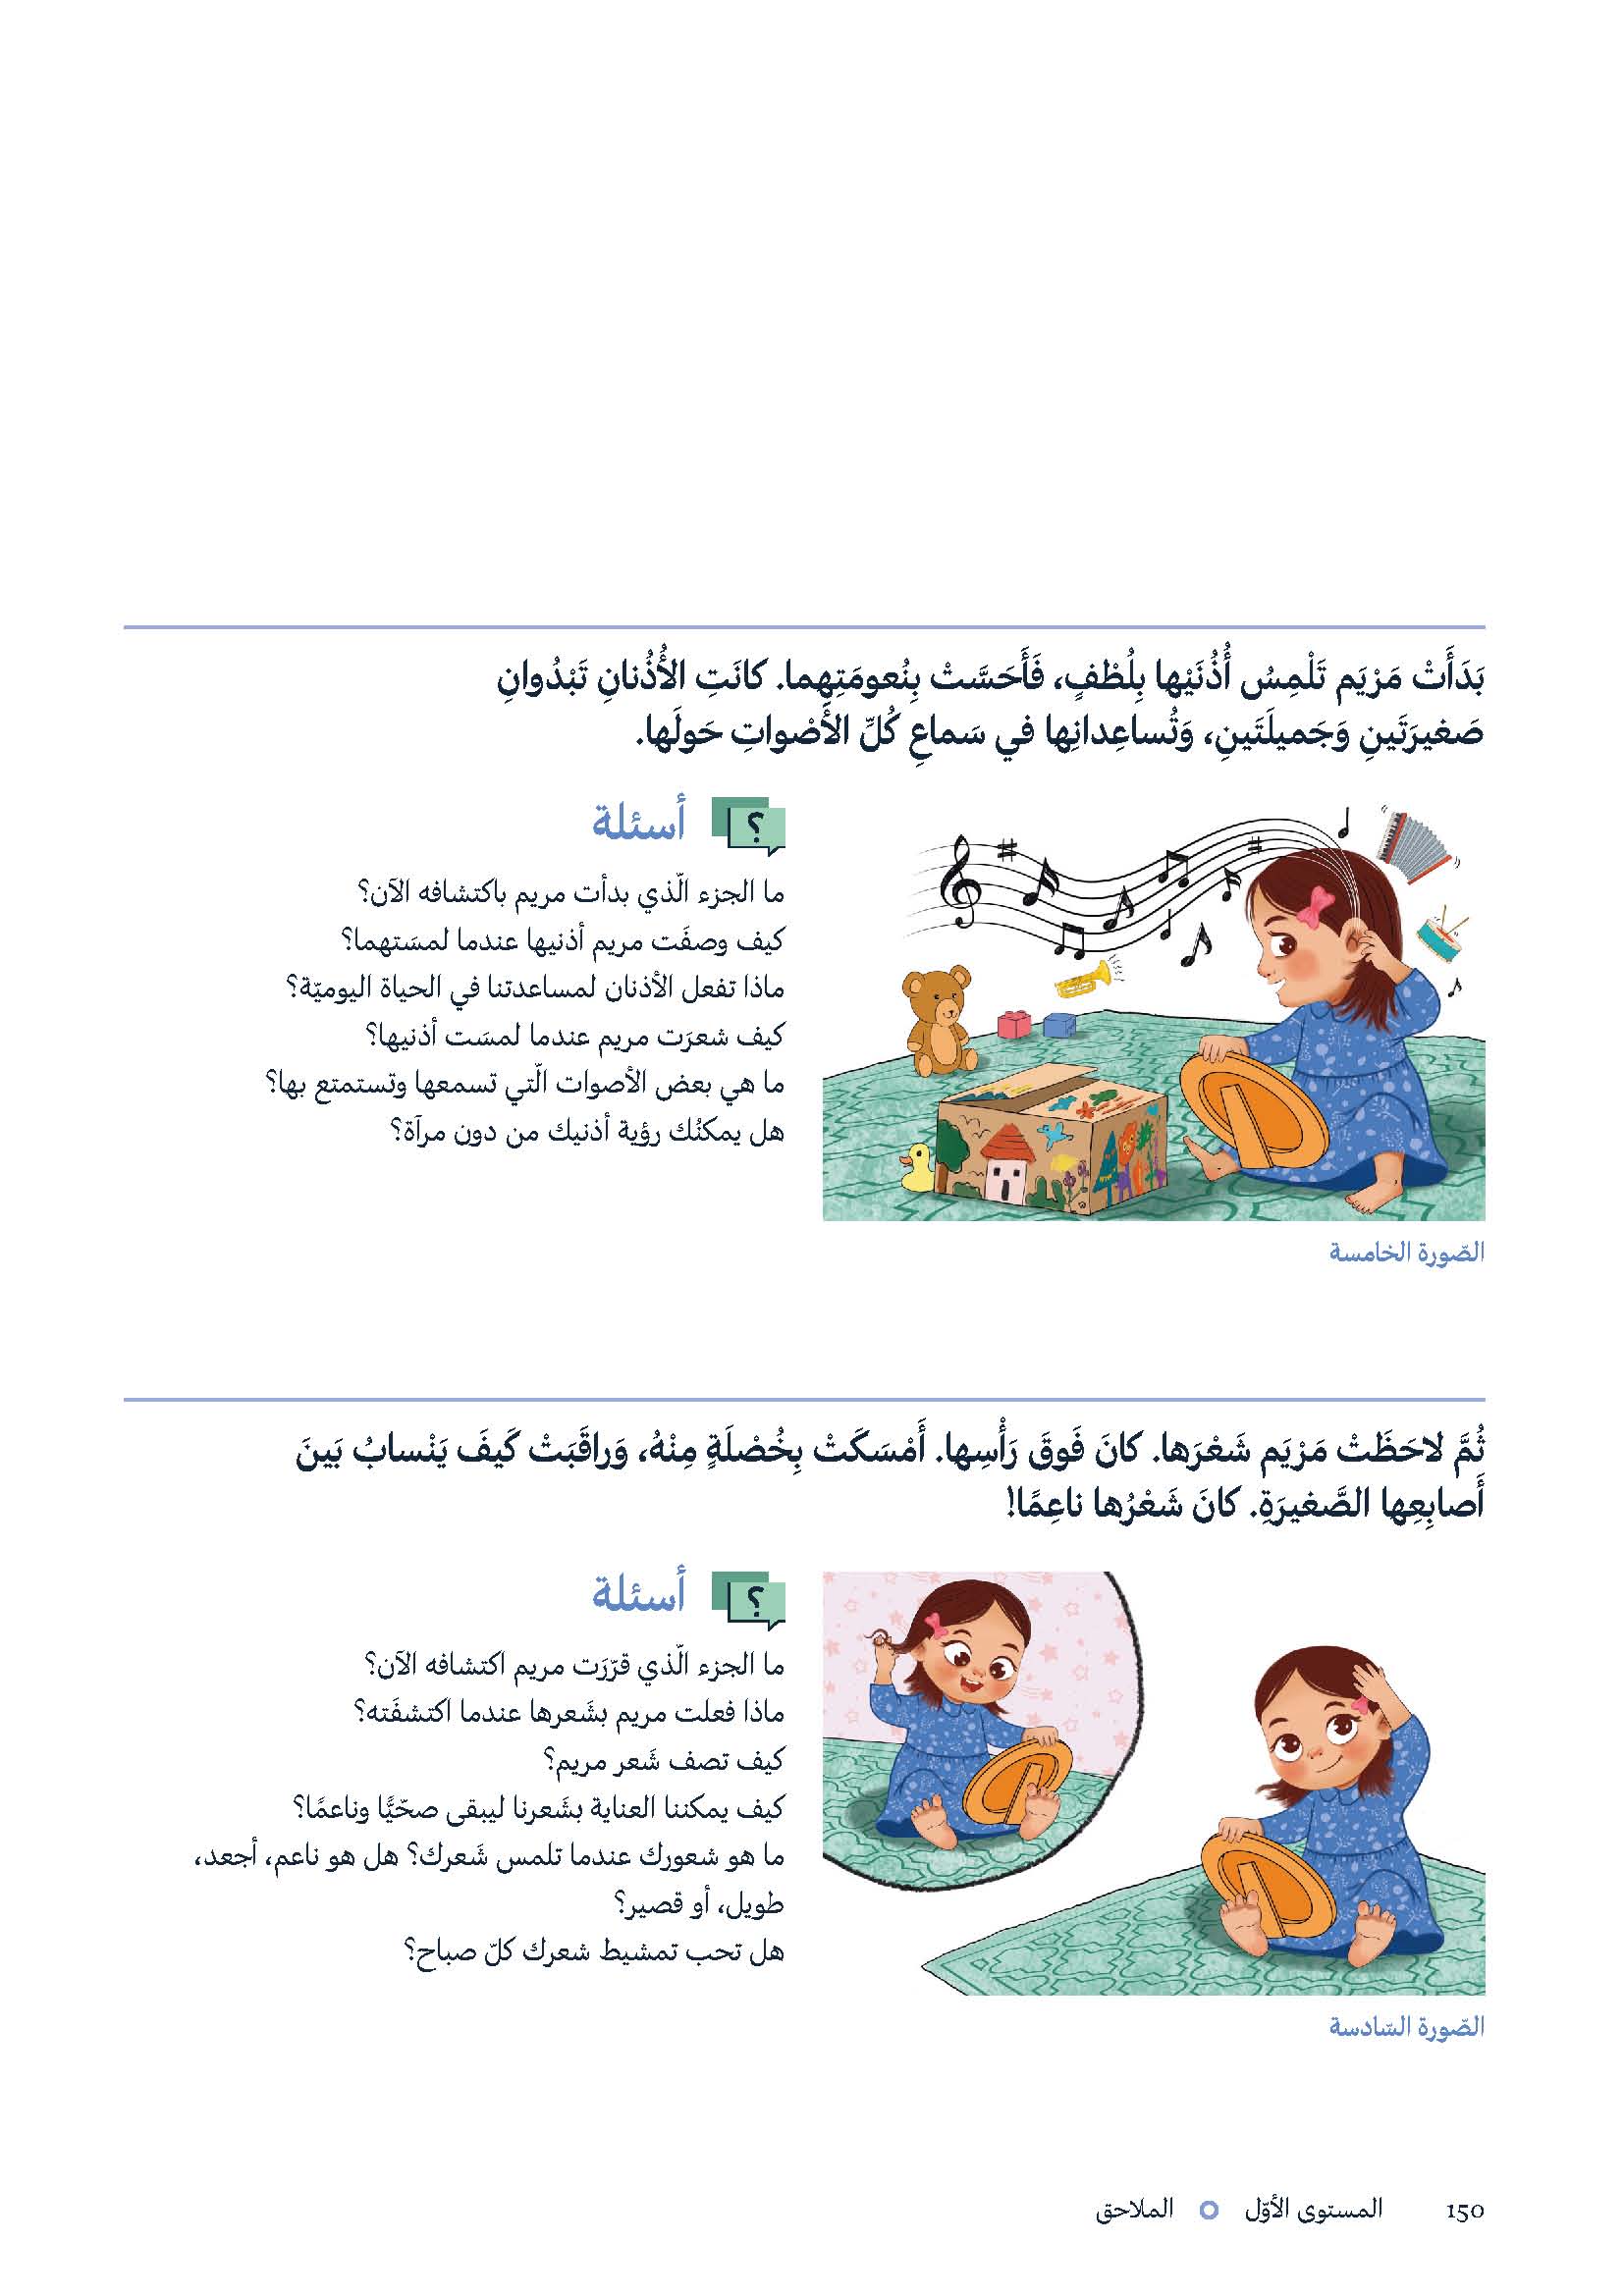 بَدَأَتْ مَرْيَم تَلْمِسُ أُذُنَيْها بِلُطْفٍ، فَأَحَسَّتْ بِنُعومَتِهِما. كانَتِ الأُذُنانِ تَبْدُوانِ
صَغيرَتَينِ وَجَميلَتَينِ، وَتُساعِدانِها في سَماعِ كُلِّ الأَصْواتِ حَولَها.
؟ أسئلة
ما الجزء الّذي بدأت مريم باكتشافه الآن؟
كيف وصفَت مريم أذنيها عندما لمسَتهما؟
ماذا تفعل الأذنان لمساعدتنا في الحياة اليوميّة؟
كيف شعرَت مريم عندما لمسَت أذنيها؟
ما هي بعض الأصوات الّتي تسمعها وتستمتع بها؟
هل يمكنُك رؤية أذنيك من دون مرآة؟
الصّورة الخامسة
ثُمَّ لاحَظَتْ مَرْيَم شَعْرَها. كانَ فَوقَ رَأْسِها. أَمْسَكَتْ بِخُصْلَةٍ مِنْهُ، وَراقَبَتْ كَيفَ يَنْسابُ بَينَ
أَصابِعِها الصَّغيرَةِ. كانَ شَعْرُها ناعِمًا!
؟ أسئلة
ما الجزء الّذي قرّرَت مريم اكتشافه الآن؟
ماذا فعلت مريم بشَعرها عندما اكتشفَته؟
كيف تصف شَعر مريم؟
كيف يمكننا العناية بشَعرنا ليبقى صحّيًّا وناعمًا؟
ما هو شعورك عندما تلمس شَعرك؟ هل هو ناعم، أجعد،
طويل، أو قصير؟
هل تحب تمشيط شعرك كلّ صباح؟
الصّورة السّادسة
150 المستوى الأوّل الملاحق